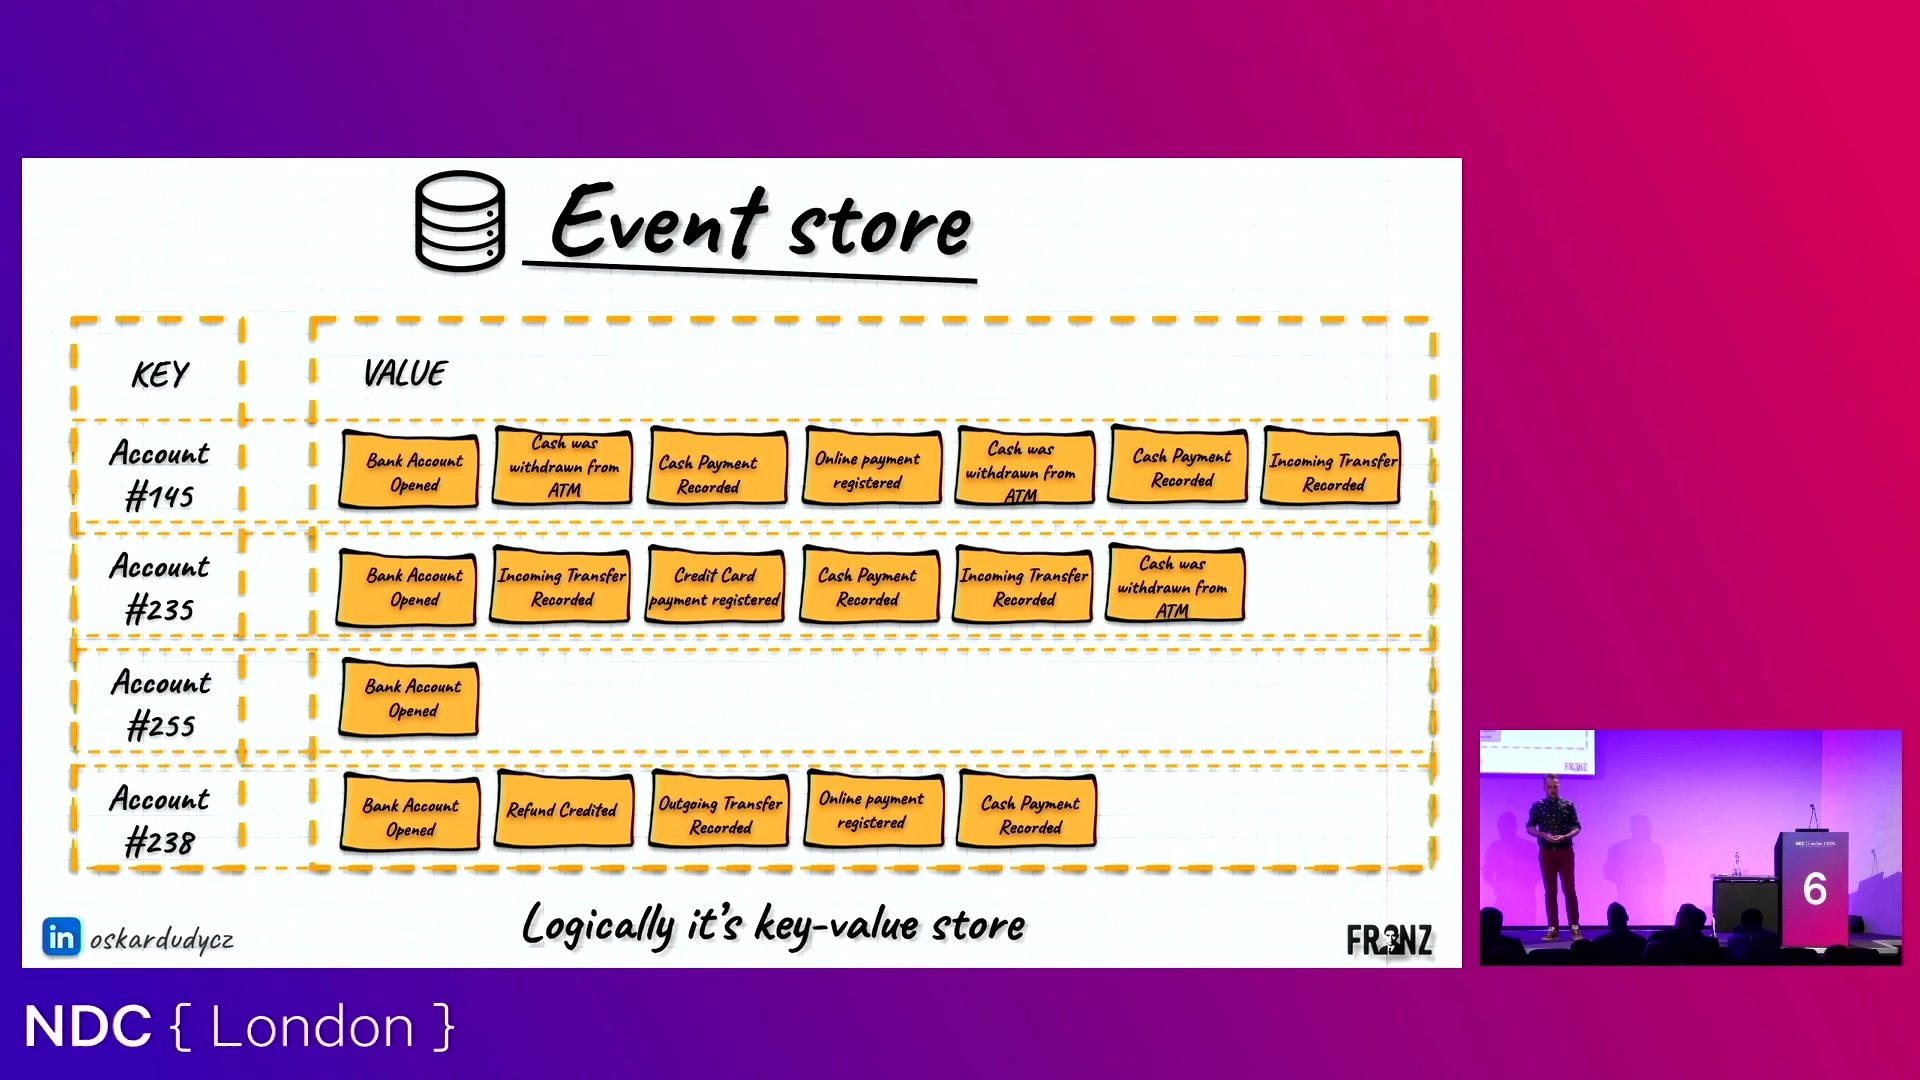 Event store
KEY
VALUE
Account
#145
Bank Account
Opened
Cash was
withdrawn from
ATM
Cash Payment
Recorded
Online payment
registered
Cash was
withdrawn from
ATM
Cash Payment
Recorded
Incoming Transfer
Recorded
Account
#235
Bank Account
Opened
Incoming Transfer
Recorded
Credit Card
payment registered
Cash Payment
Recorded
Incoming Transfer
Recorded
Cash was
withdrawn from
ATM
Account
#255
Bank Account
Opened
Account
#238
Bank Account
Opened
Refund Credited
Outgoing Transfer
Recorded
Online payment
registered
Cash Payment
Recorded
Logically it's key-value store
in oskardudycz
FRANZ
FRANZ
6
NDC { London }